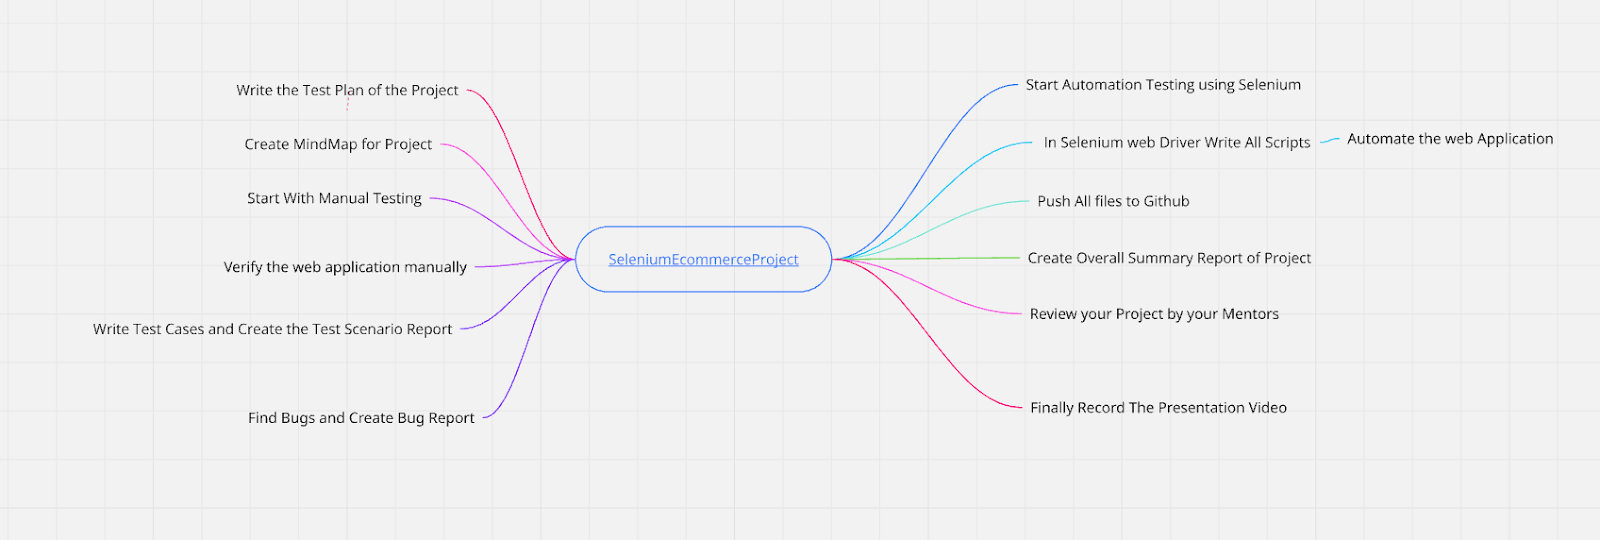 Write the Test Plan of the Project
Create MindMap for Project
Start With Manual Testing
Verify the web application manually
Write Test Cases and Create the Test Scenario Report
Find Bugs and Create Bug Report
SeleniumEcommerceProject
Start Automation Testing using Selenium
In Selenium web Driver Write All Scripts
Automate the web Application
Push All files to Github
Create Overall Summary Report of Project
Review your Project by your Mentors
Finally Record The Presentation Video